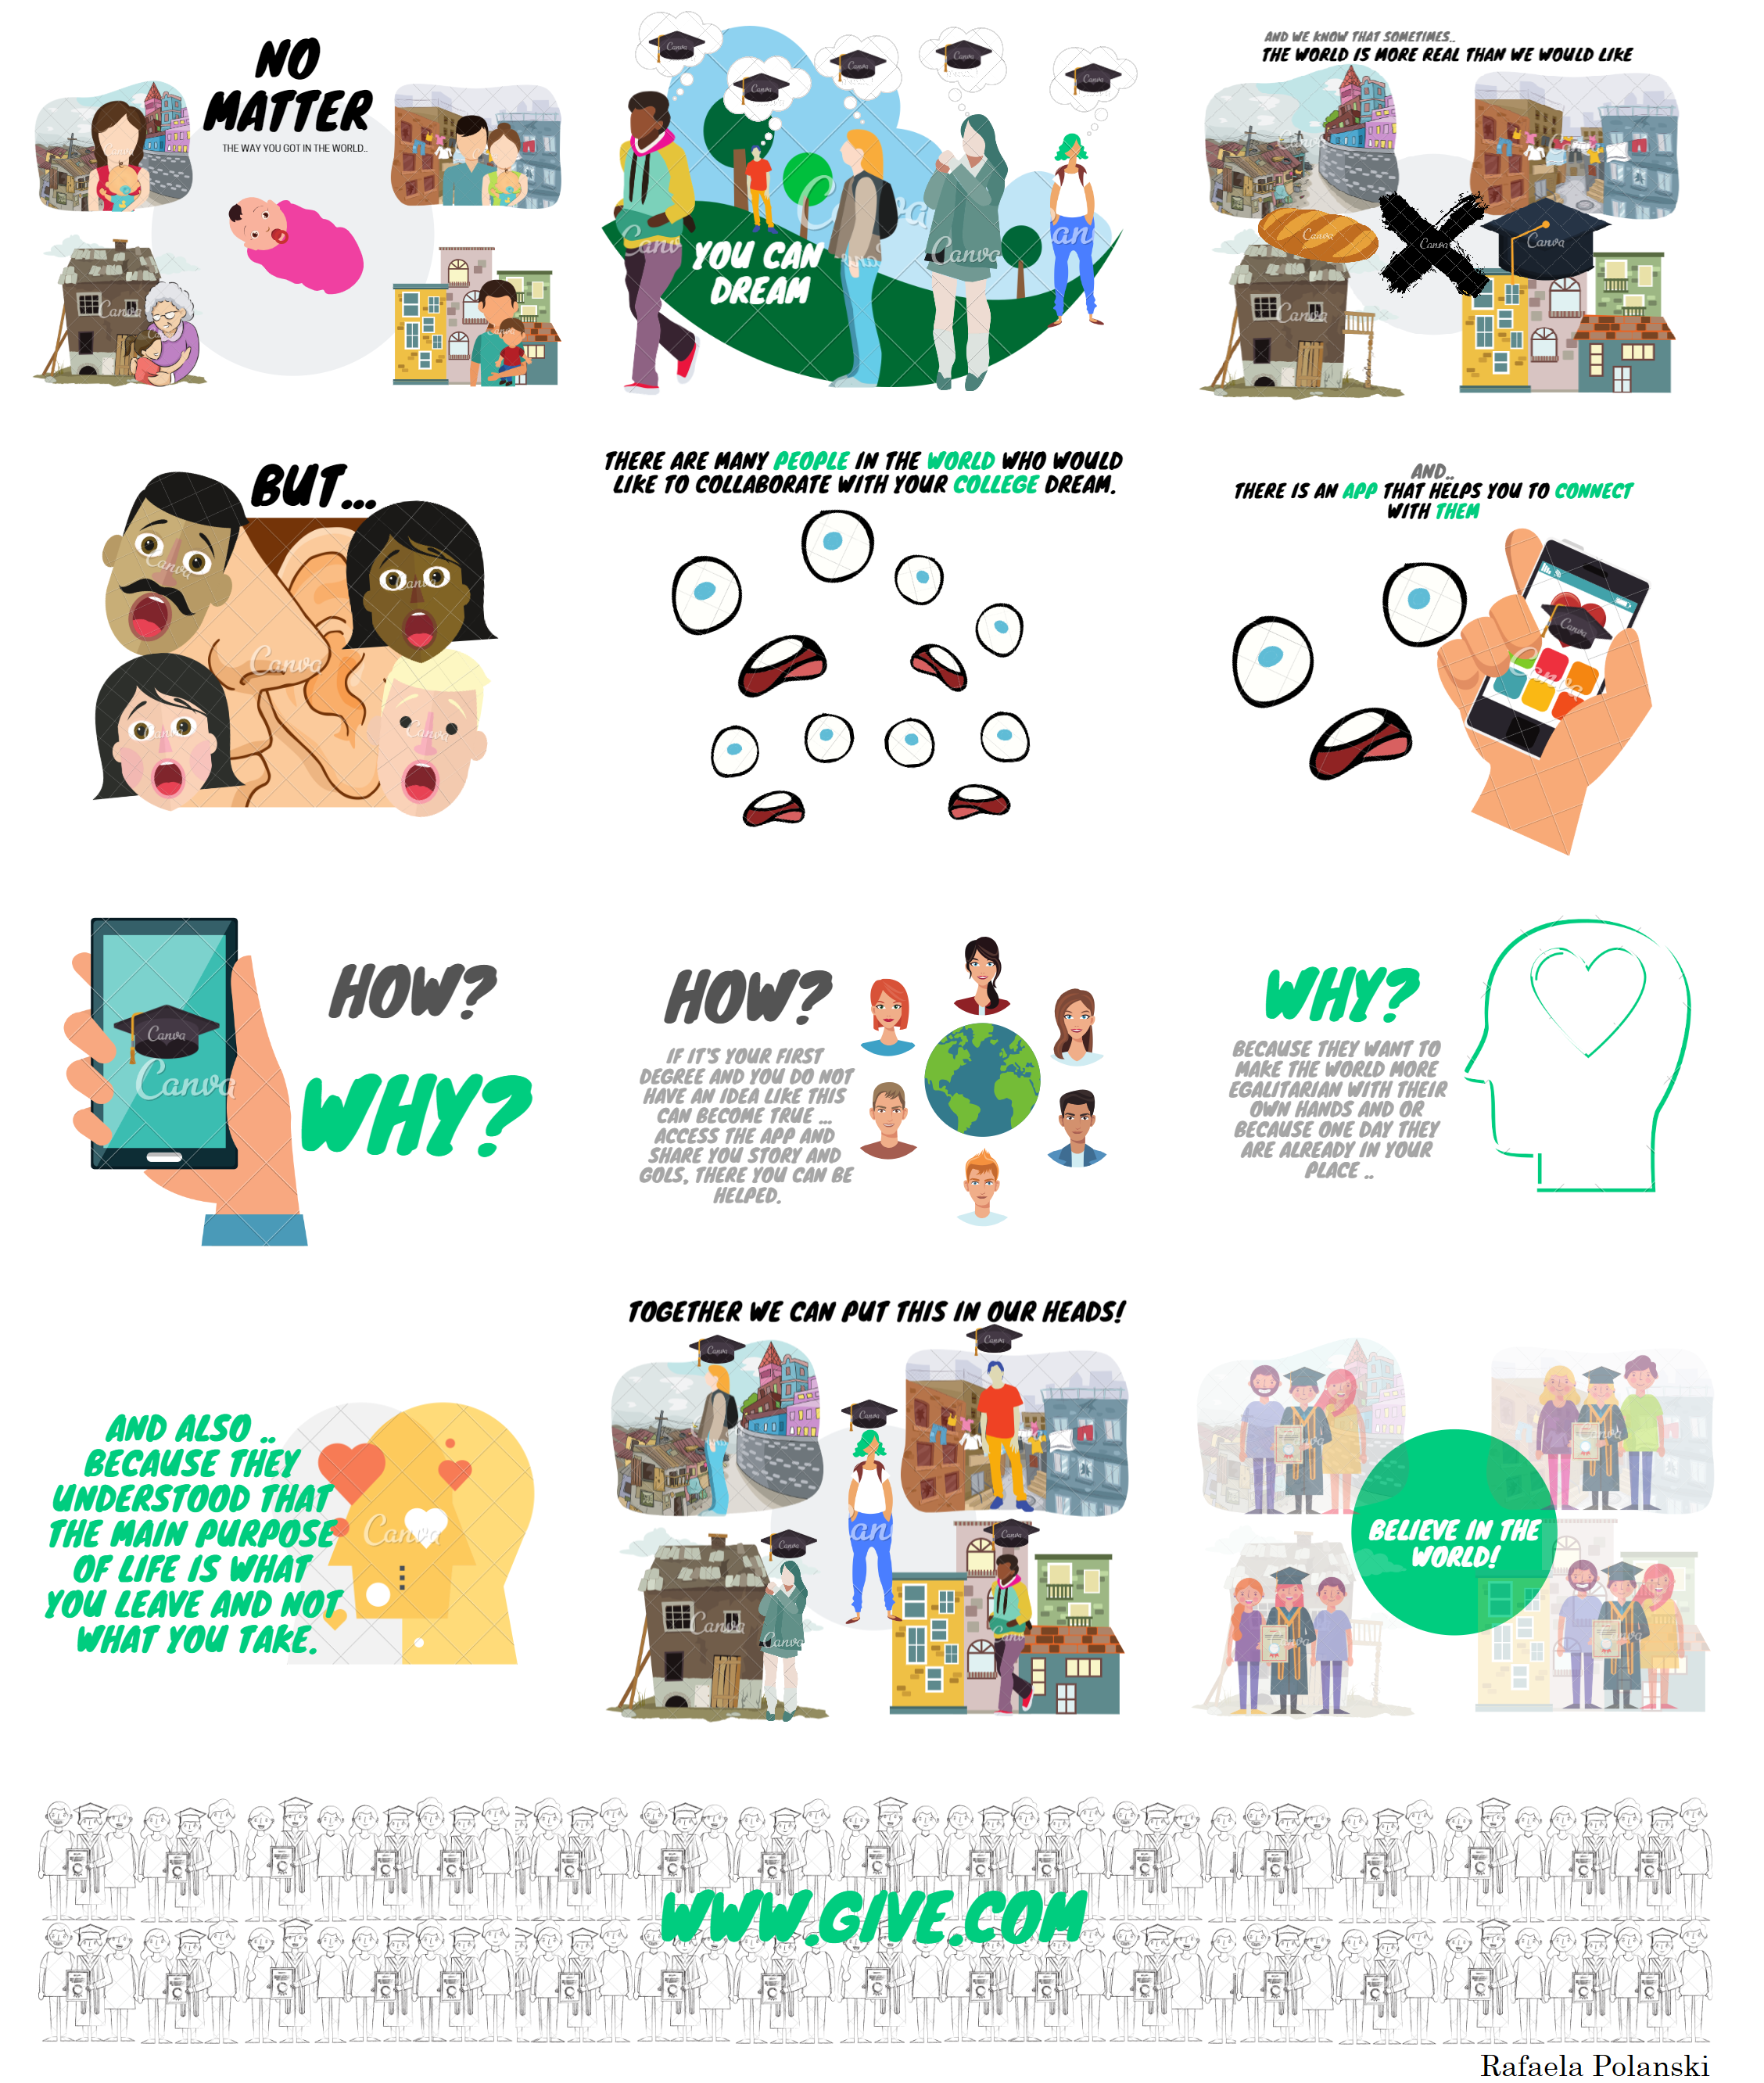 NO
MATTER
THE WAY YOU GOT IN THE WORLD..
YOU CAN
DREAM
AND WE KNOW THAT SOMETIMES..
THE WORLD IS MORE REAL THAN WE WOULD LIKE
BUT...
THERE ARE MANY PEOPLE IN THE WORLD WHO WOULD
LIKE TO COLLABORATE WITH YOUR COLLEGE DREAM.
AND..
THERE IS AN APP THAT HELPS YOU TO CONNECT
WITH THEM
HOW?
WHY?
HOW?
IF IT'S YOUR FIRST
DEGREE AND YOU DO NOT
HAVE AN IDEA LIKE THIS
CAN BECOME TRUE ...
ACCESS THE APP AND
SHARE YOU STORY AND
GOLS, THERE YOU CAN BE
HELPED.
WHY?
BECAUSE THEY WANT TO
MAKE THE WORLD MORE
EGALITARIAN WITH THEIR
OWN HANDS AND OR
BECAUSE ONE DAY THEY
ARE ALREADY IN YOUR
PLACE ..
AND ALSO ..
BECAUSE THEY
UNDERSTOOD THAT
THE MAIN PURPOSE
OF LIFE IS WHAT
YOU LEAVE AND NOT
WHAT YOU TAKE.
TOGETHER WE CAN PUT THIS IN OUR HEADS!
BELIEVE IN THE
WORLD!
WWW.GIVE.COM
Rafaela Polanski